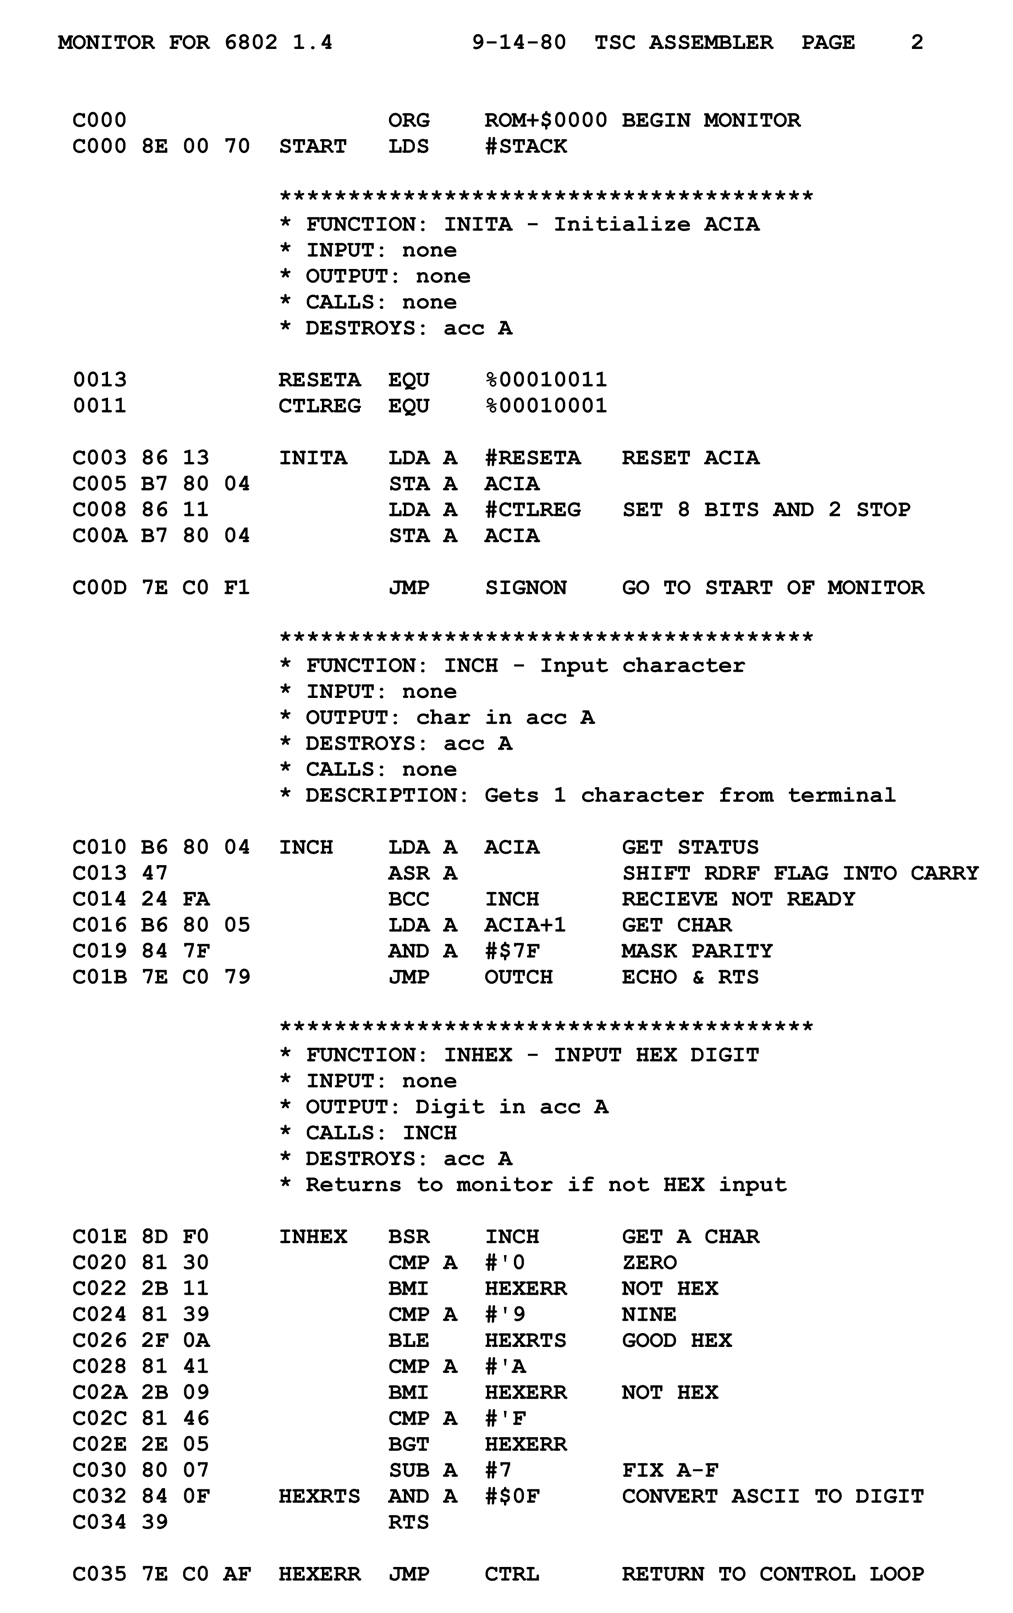 MONITOR FOR 6802 1.4          9-14-80  TSC ASSEMBLER  PAGE    2

C000                   ORG    ROM+$0000 BEGIN MONITOR
C000 8E 00 70  START   LDS    #STACK

               ***************************************
               * FUNCTION: INITA - Initialize ACIA
               * INPUT: none
               * OUTPUT: none
               * CALLS: none
               * DESTROYS: acc A

0013           RESETA  EQU    %00010011
0011           CTLREG  EQU    %00010001

C003 86 13     INITA   LDA A  #RESETA   RESET ACIA
C005 B7 80 04          STA A  ACIA
C008 86 11             LDA A  #CTLREG   SET 8 BITS AND 2 STOP
C00A B7 80 04          STA A  ACIA

C00D 7E C0 F1          JMP    SIGNON    GO TO START OF MONITOR

               ***************************************
               * FUNCTION: INCH - Input character
               * INPUT: none
               * OUTPUT: char in acc A
               * DESTROYS: acc A
               * CALLS: none
               * DESCRIPTION: Gets 1 character from terminal

C010 B6 80 04  INCH    LDA A  ACIA      GET STATUS
C013 47                ASR A            SHIFT RDRF FLAG INTO CARRY
C014 24 FA             BCC    INCH      RECIEVE NOT READY
C016 B6 80 05          LDA A  ACIA+1    GET CHAR
C019 84 7F             AND A  #$7F      MASK PARITY
C01B 7E C0 79          JMP    OUTCH     ECHO & RTS

               ***************************************
               * FUNCTION: INHEX - INPUT HEX DIGIT
               * INPUT: none
               * OUTPUT: Digit in acc A
               * CALLS: INCH
               * DESTROYS: acc A
               * Returns to monitor if not HEX input

C01E 8D F0     INHEX   BSR    INCH      GET A CHAR
C020 81 30             CMP A  #'0       ZERO
C022 2B 11             BMI    HEXERR    NOT HEX
C024 81 39             CMP A  #'9       NINE
C026 2F 0A             BLE    HEXRTS    GOOD HEX
C028 81 41             CMP A  #'A
C02A 2B 09             BMI    HEXERR    NOT HEX
C02C 81 46             CMP A  #'F
C02E 2E 05             BGT    HEXERR
C030 80 07             SUB A  #7        FIX A-F
C032 84 0F     HEXRTS  AND A  #$0F      CONVERT ASCII TO DIGIT
C034 39                RTS

C035 7E C0 AF  HEXERR  JMP    CTRL      RETURN TO CONTROL LOOP